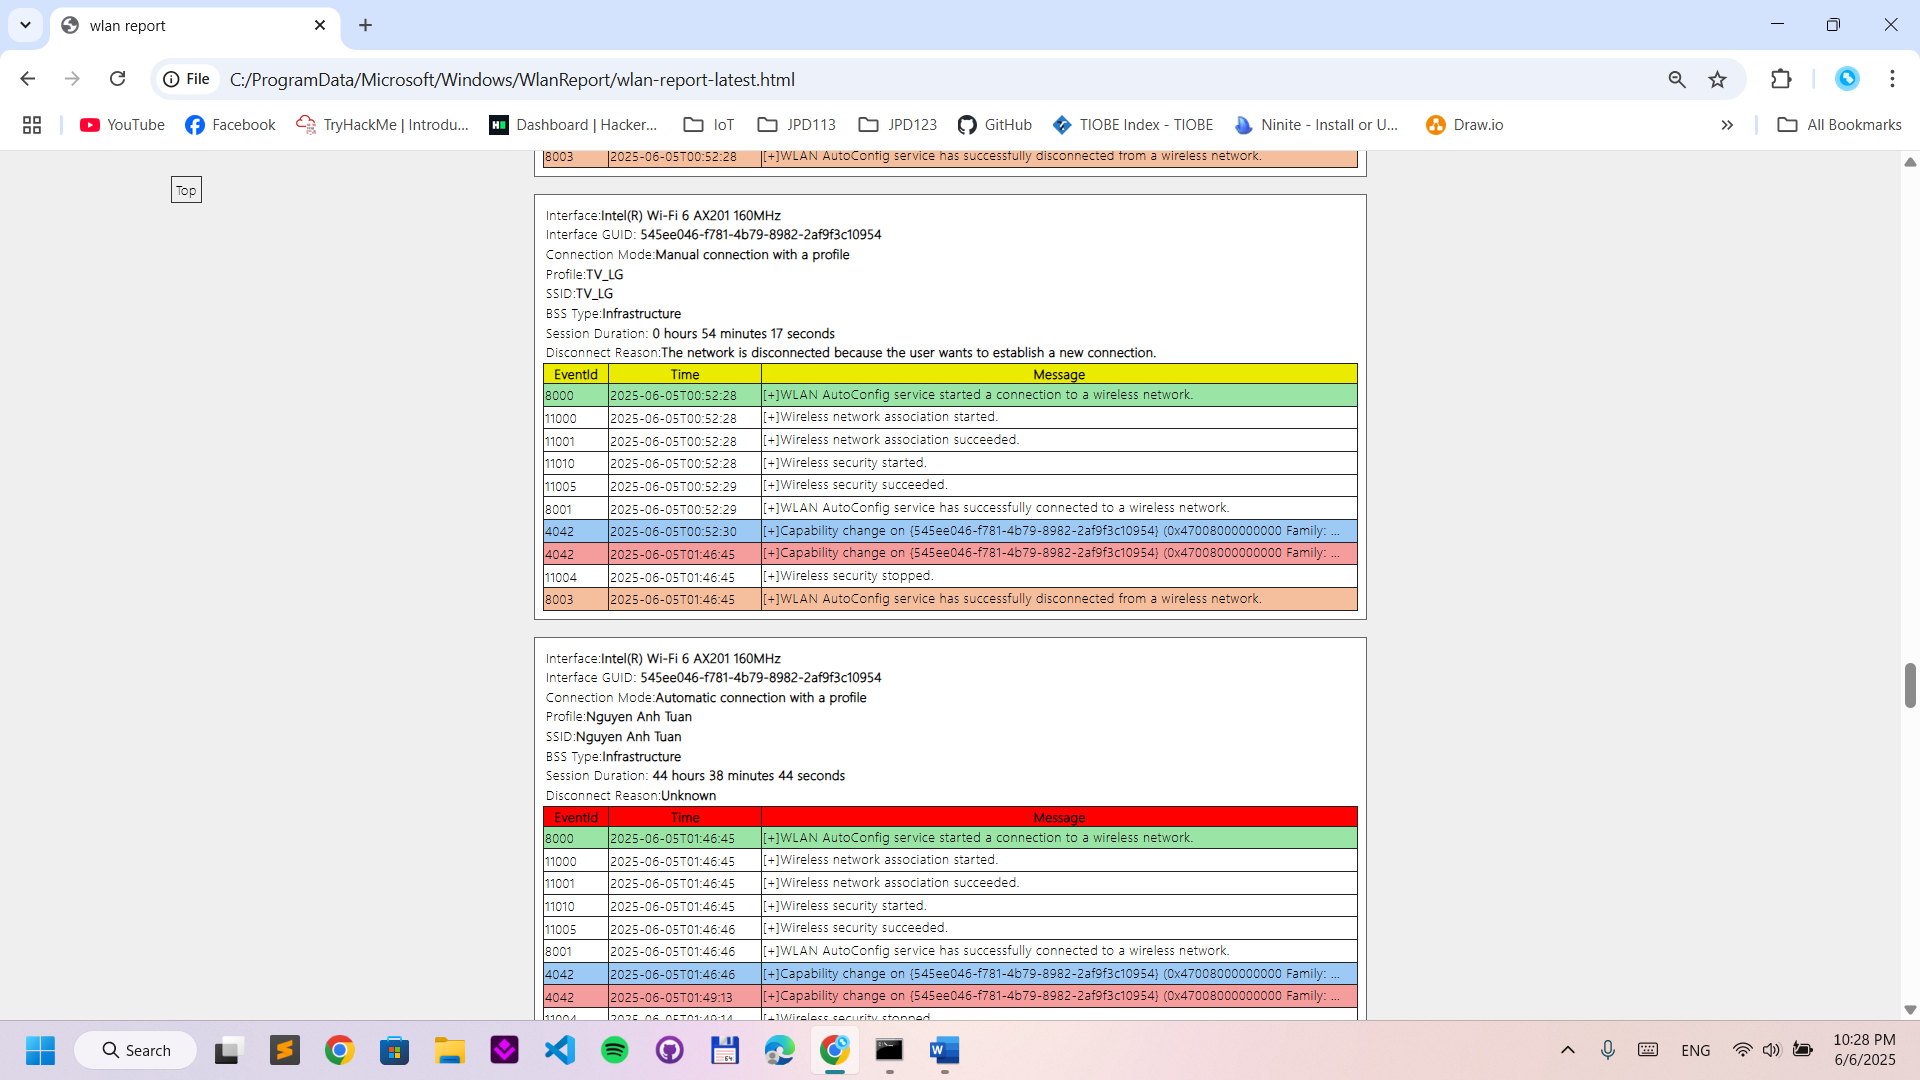 wlan report
File
C:/ProgramData/Microsoft/Windows/WlanReport/wlan-report-latest.html
YouTube
Facebook
TryHackMe | Introdu...
Dashboard | Hacker...
IoT
JPD113
JPD123
GitHub
TIOBE Index - TIOBE
Ninite - Install or U...
Draw.io
All Bookmarks
8003 2025-06-05T00:52:28 [+]WLAN AutoConfig service has successfully disconnected from a wireless network.
Top
Interface:Intel(R) Wi-Fi 6 AX201 160MHz
Interface GUID: 545ee046-f781-4b79-8982-2af9f3c10954
Connection Mode:Manual connection with a profile
Profile:TV_LG
SSID:TV_LG
BSS Type:Infrastructure
Session Duration: 0 hours 54 minutes 17 seconds
Disconnect Reason:The network is disconnected because the user wants to establish a new connection.
EventId Time Message
8000 2025-06-05T00:52:28 [+]WLAN AutoConfig service started a connection to a wireless network.
11000 2025-06-05T00:52:28 [+]Wireless network association started.
11001 2025-06-05T00:52:28 [+]Wireless network association succeeded.
11010 2025-06-05T00:52:28 [+]Wireless security started.
11005 2025-06-05T00:52:29 [+]Wireless security succeeded.
8001 2025-06-05T00:52:29 [+]WLAN AutoConfig service has successfully connected to a wireless network.
4042 2025-06-05T00:52:30 [+]Capability change on {545ee046-f781-4b79-8982-2af9f3c10954} (0x47008000000000 Family: ...
4042 2025-06-05T01:46:45 [+]Capability change on {545ee046-f781-4b79-8982-2af9f3c10954} (0x47008000000000 Family: ...
11004 2025-06-05T01:46:45 [+]Wireless security stopped.
8003 2025-06-05T01:46:45 [+]WLAN AutoConfig service has successfully disconnected from a wireless network.
Interface:Intel(R) Wi-Fi 6 AX201 160MHz
Interface GUID: 545ee046-f781-4b79-8982-2af9f3c10954
Connection Mode:Automatic connection with a profile
Profile:Nguyen Anh Tuan
SSID:Nguyen Anh Tuan
BSS Type:Infrastructure
Session Duration: 44 hours 38 minutes 44 seconds
Disconnect Reason:Unknown
EventId Time Message
8000 2025-06-05T01:46:45 [+]WLAN AutoConfig service started a connection to a wireless network.
11000 2025-06-05T01:46:45 [+]Wireless network association started.
11001 2025-06-05T01:46:45 [+]Wireless network association succeeded.
11010 2025-06-05T01:46:45 [+]Wireless security started.
11005 2025-06-05T01:46:46 [+]Wireless security succeeded.
8001 2025-06-05T01:46:46 [+]WLAN AutoConfig service has successfully connected to a wireless network.
4042 2025-06-05T01:46:46 [+]Capability change on {545ee046-f781-4b79-8982-2af9f3c10954} (0x47008000000000 Family: ...
4042 2025-06-05T01:49:13 [+]Capability change on {545ee046-f781-4b79-8982-2af9f3c10954} (0x47008000000000 Family: ...
11004 2025-06-05T01:49:14 [+]Wireless security stopped.
Search
ENG
10:28 PM
6/6/2025